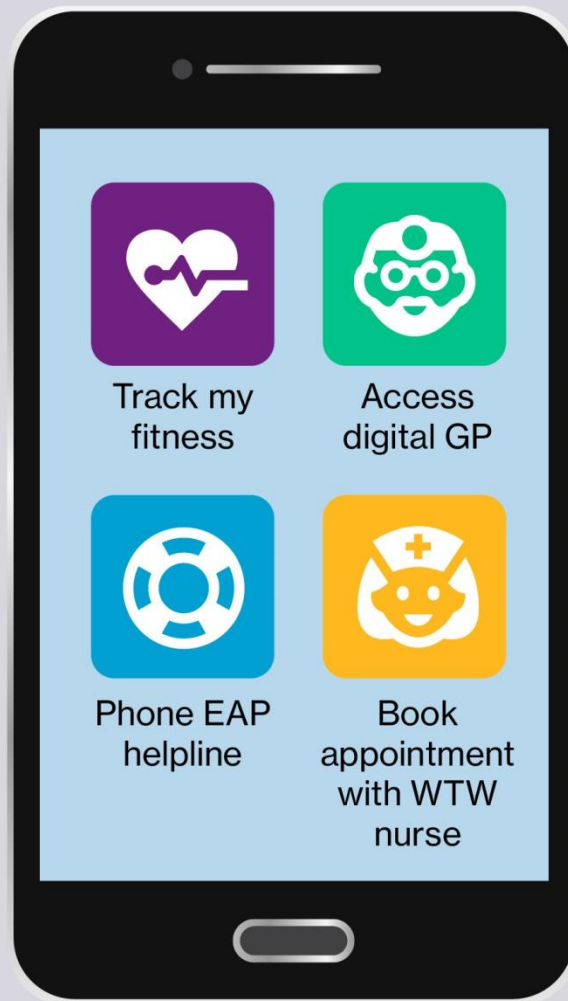 Track my
fitness
Access
digital GP
Phone EAP
helpline
Book
appointment
with WTW
nurse